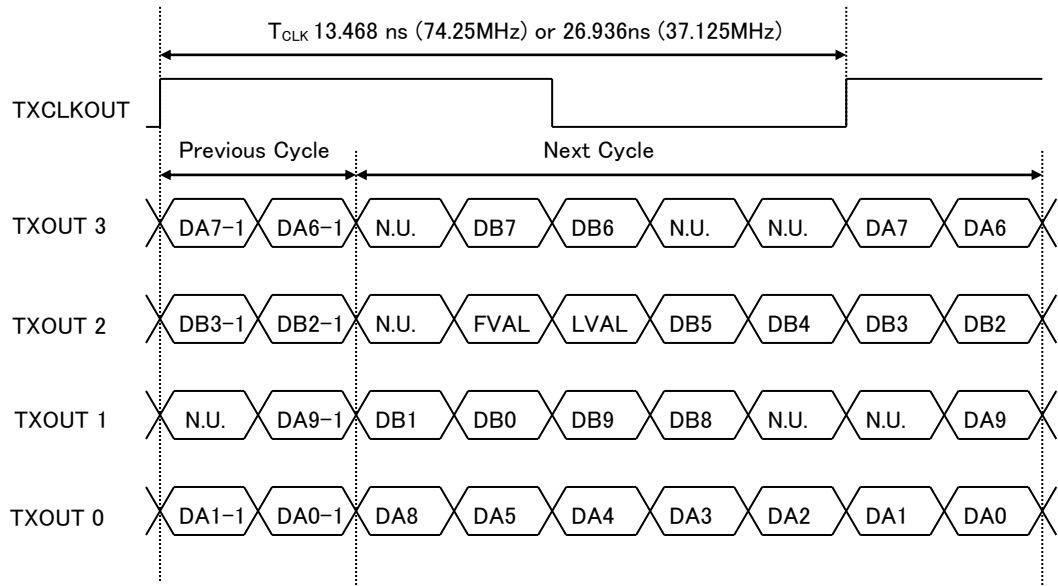 TCLK 13.468 ns (74.25MHz) or 26.936ns (37.125MHz)
TXCLKOUT
Previous Cycle Next Cycle
TXOUT 3 DA7-1 DA6-1 N.U. DB7 DB6 N.U. N.U. DA7 DA6
TXOUT 2 DB3-1 DB2-1 N.U. FVAL LVAL DB5 DB4 DB3 DB2
TXOUT 1 N.U. DA9-1 DB1 DB0 DB9 DB8 N.U. N.U. DA9
TXOUT 0 DA1-1 DA0-1 DA8 DA5 DA4 DA3 DA2 DA1 DA0